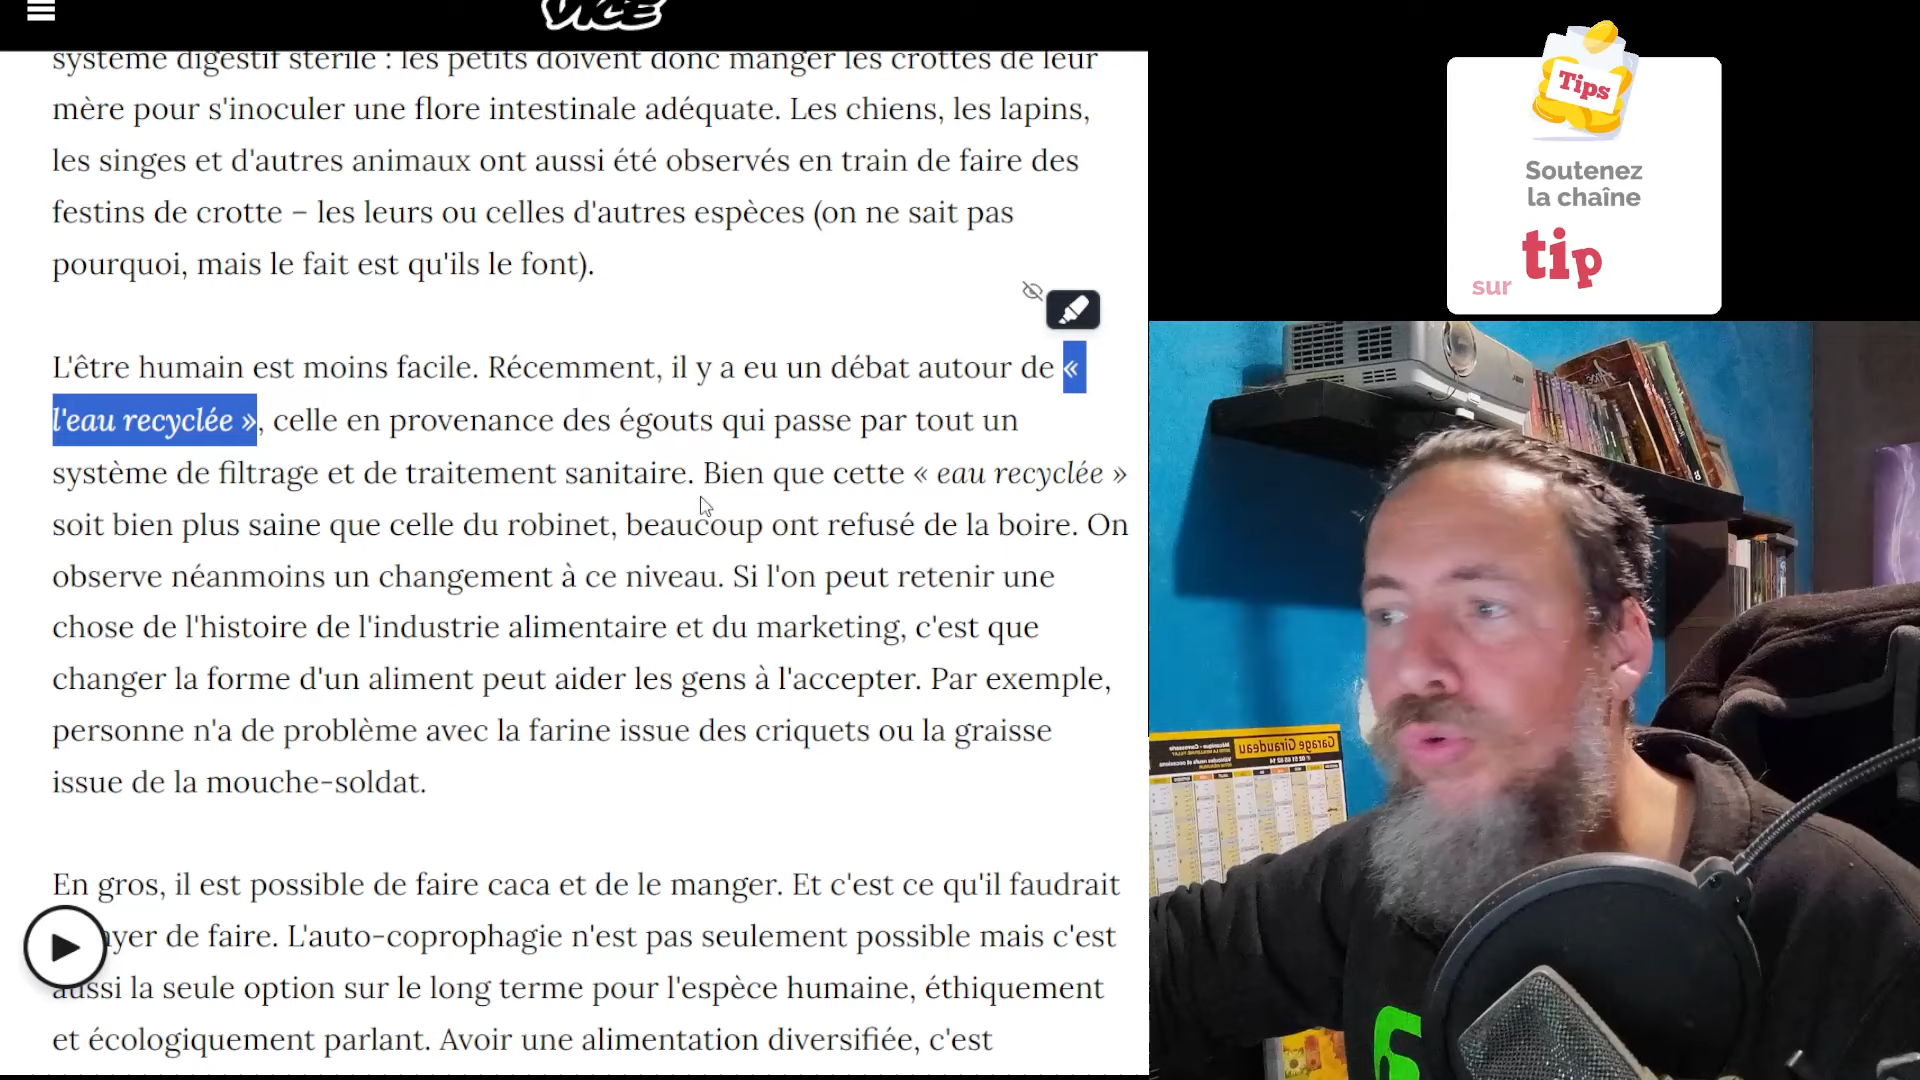 VICE
système digestif stérile : les petits doivent donc manger les crottes de leur
mère pour s'inoculer une flore intestinale adéquate. Les chiens, les lapins,
les singes et d'autres animaux ont aussi été observés en train de faire des
festins de crotte – les leurs ou celles d'autres espèces (on ne sait pas
pourquoi, mais le fait est qu'ils le font).
L'être humain est moins facile. Récemment, il y a eu un débat autour de «
l'eau recyclée », celle en provenance des égouts qui passe par tout un
système de filtrage et de traitement sanitaire. Bien que cette « eau recyclée »
soit bien plus saine que celle du robinet, beaucoup ont refusé de la boire. On
observe néanmoins un changement à ce niveau. Si l'on peut retenir une
chose de l'histoire de l'industrie alimentaire et du marketing, c'est que
changer la forme d'un aliment peut aider les gens à l'accepter. Par exemple,
personne n'a de problème avec la farine issue des criquets ou la graisse
issue de la mouche-soldat.
En gros, il est possible de faire caca et de le manger. Et c'est ce qu'il faudrait
ayer de faire. L'auto-coprophagie n'est pas seulement possible mais c'est
aussi la seule option sur le long terme pour l'espèce humaine, éthiquement
et écologiquement parlant. Avoir une alimentation diversifiée, c'est
Tips
Soutenez
la chaîne
sur tip
Garage Giraudeau